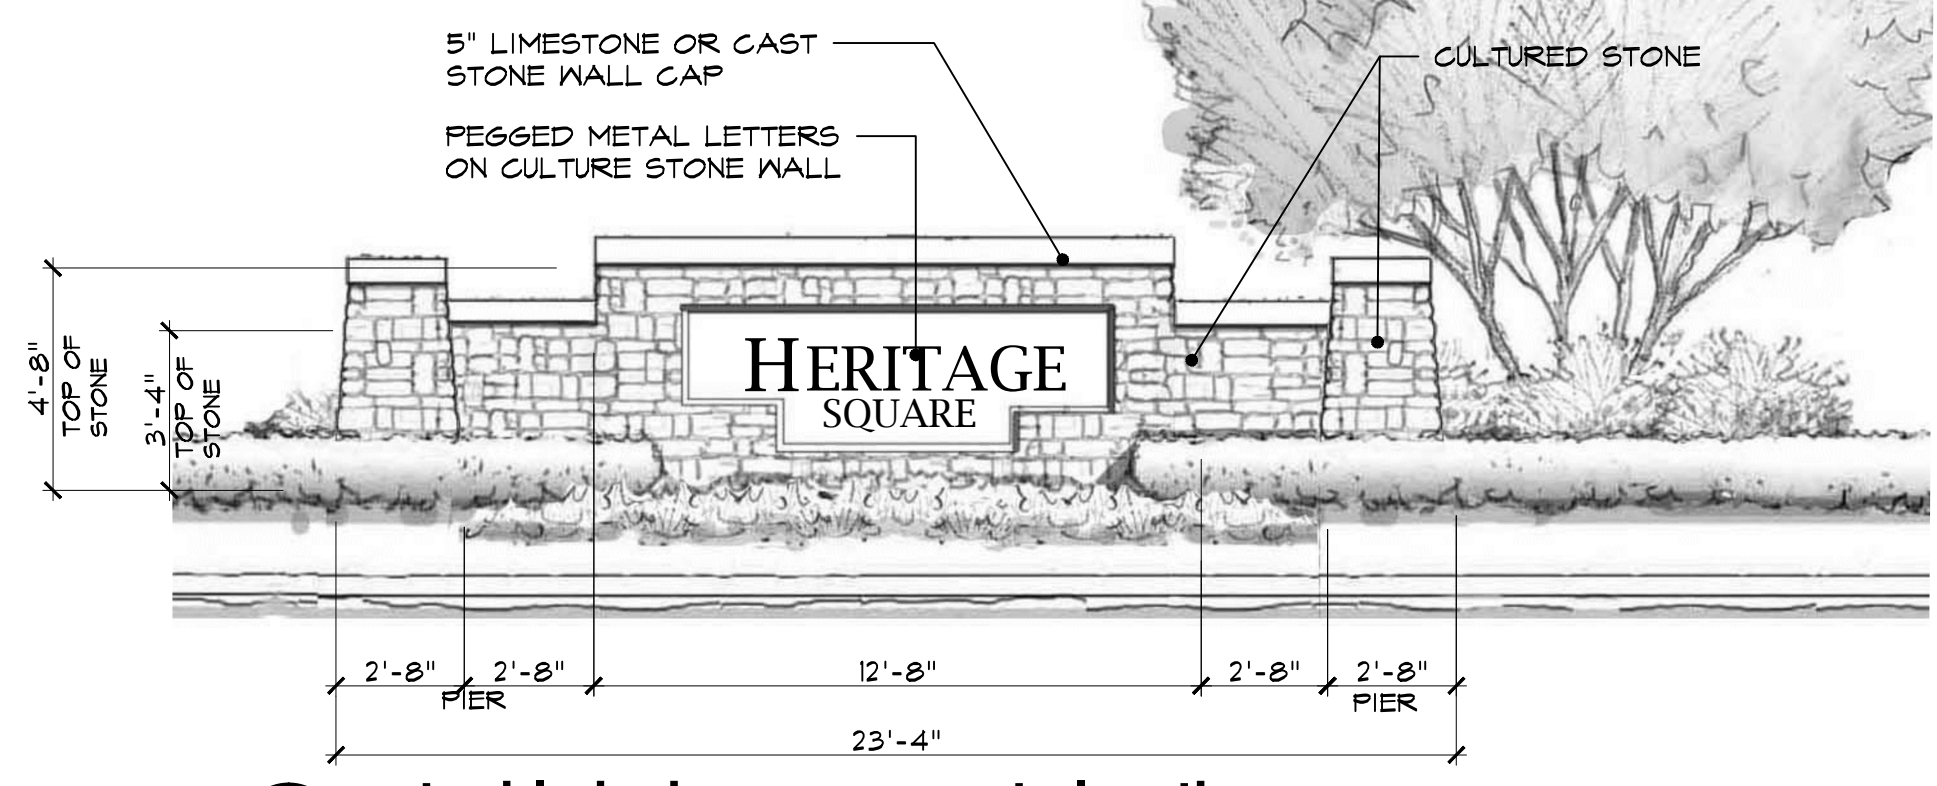 5" LIMESTONE OR CAST
STONE WALL CAP
CULTURED STONE
PEGGED METAL LETTERS
ON CULTURE STONE WALL
HERITAGE
SQUARE
4'-8"
TOP OF
STONE
3'-4"
TOP OF
STONE
2'-8"
2'-8"
12'-8"
2'-8"
2'-8"
PIER
PIER
23'-4"